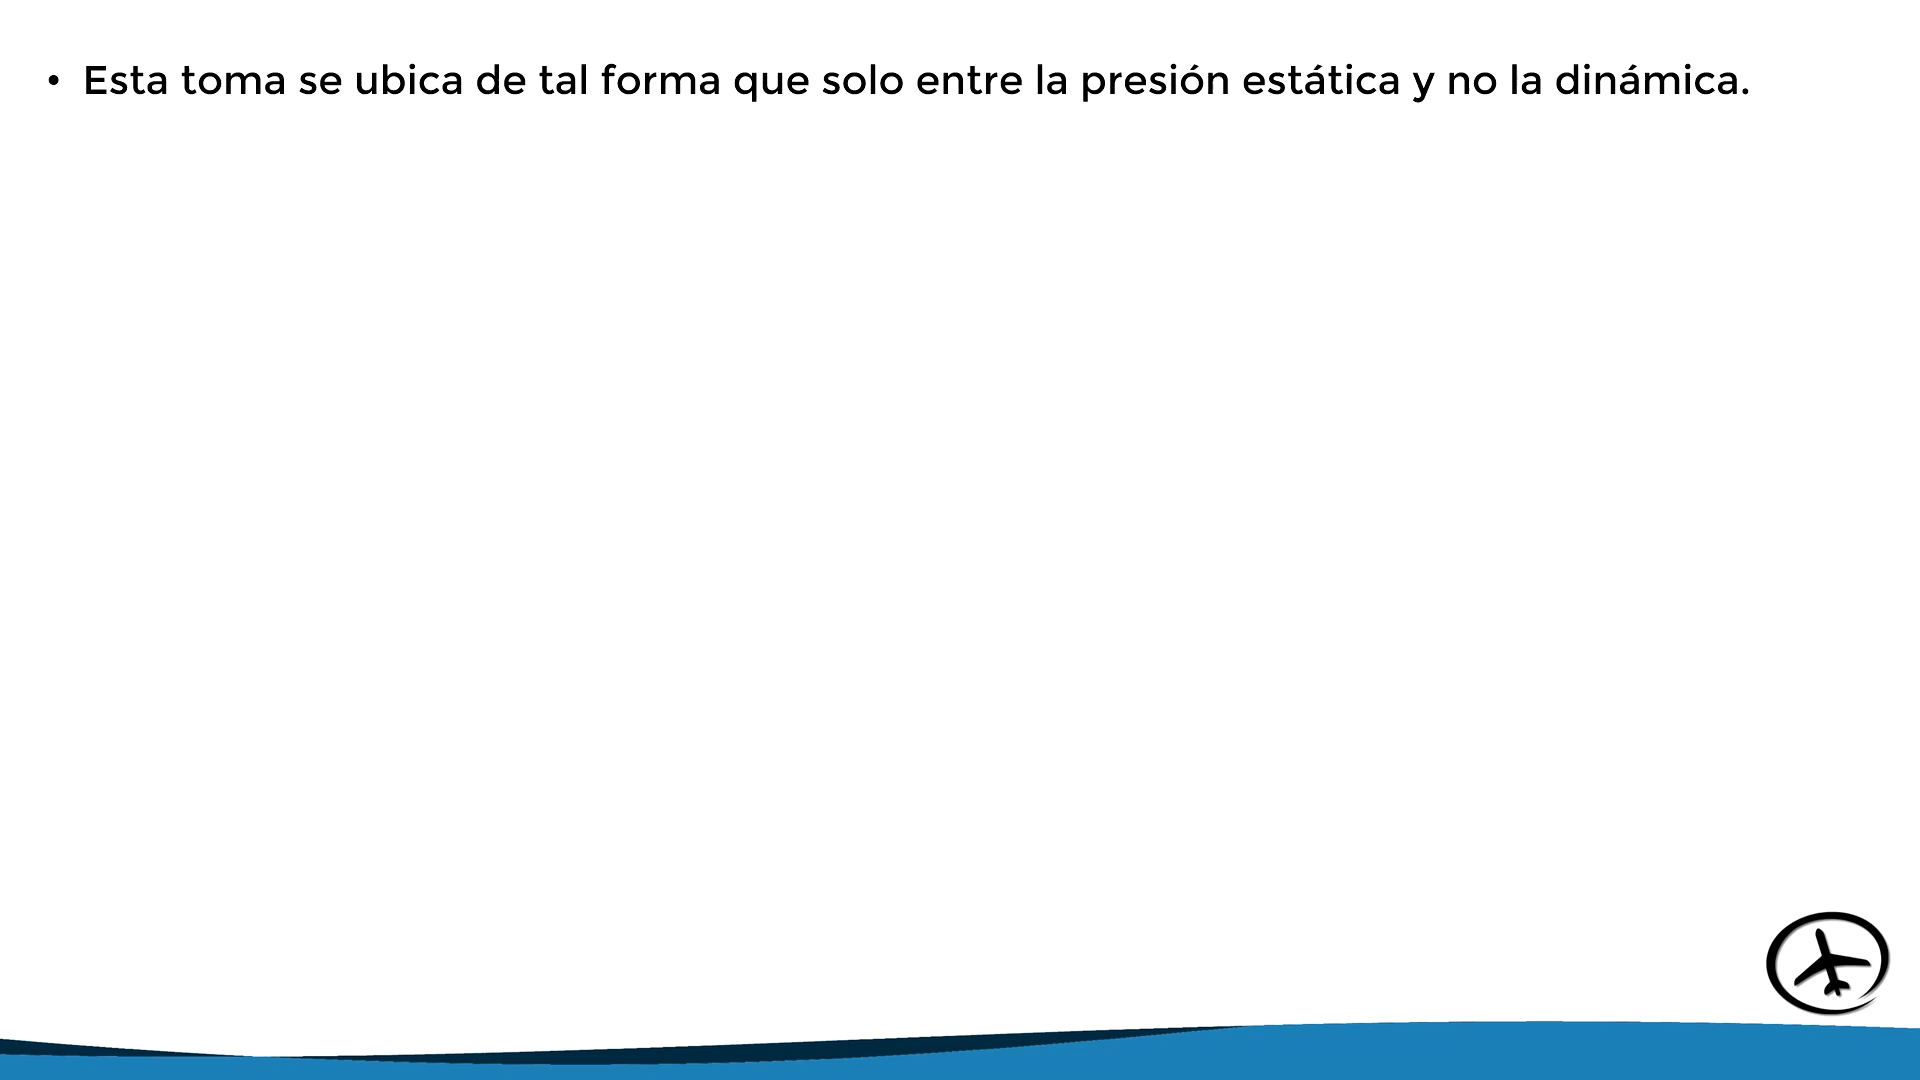 • Esta toma se ubica de tal forma que solo entre la presión estática y no la dinámica.